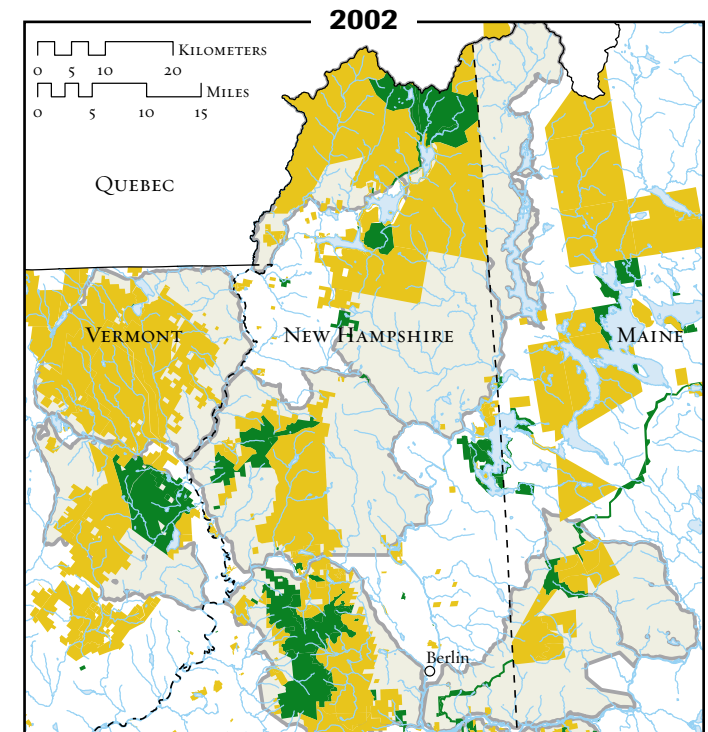 2002
KILOMETERS
0 5 10 20
MILES
0 5 10 15
QUEBEC
VERMONT
NEW HAMPSHIRE
MAINE
Berlin